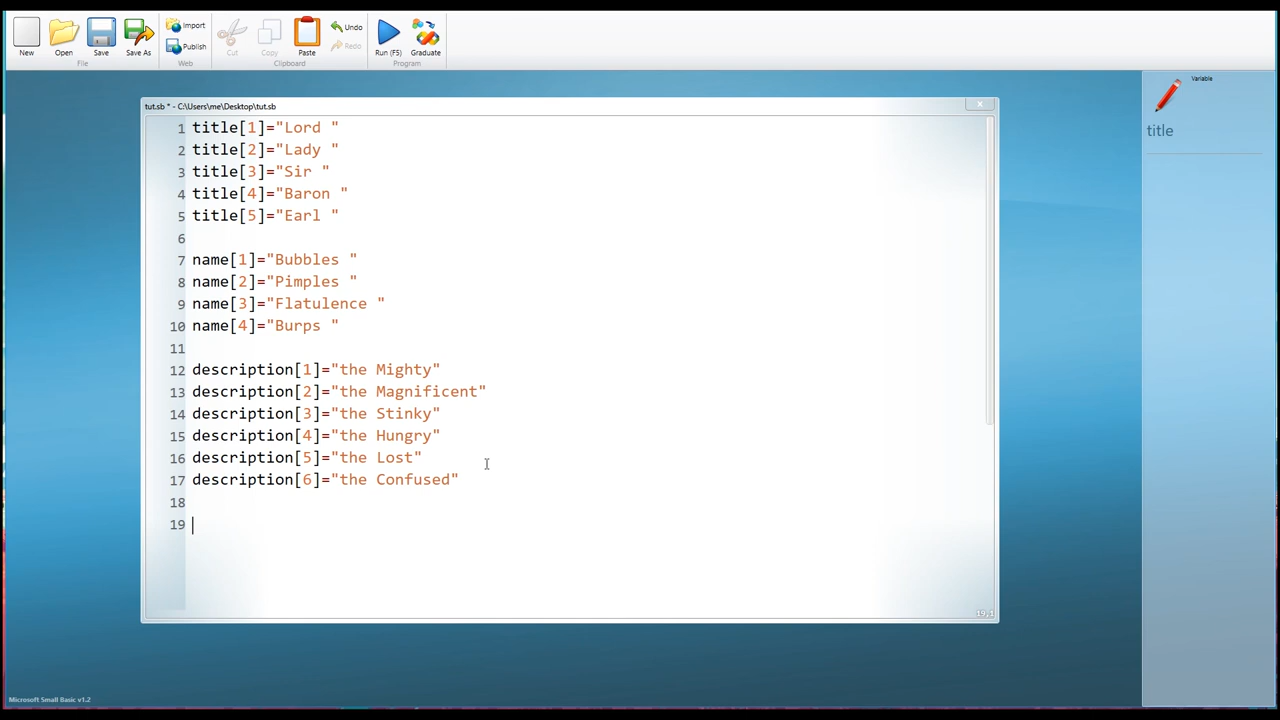 New Open Save Save As Import Publish Cut Copy Paste Undo Redo Run (F5) Graduate
File Web Clipboard Program
Variable
title
tut.sb * - C:\Users\me\Desktop\tut.sb
1 title[1]="Lord "
2 title[2]="Lady "
3 title[3]="Sir "
4 title[4]="Baron "
5 title[5]="Earl "
6
7 name[1]="Bubbles "
8 name[2]="Pimples "
9 name[3]="Flatulence "
10 name[4]="Burps "
11
12 description[1]="the Mighty"
13 description[2]="the Magnificent"
14 description[3]="the Stinky"
15 description[4]="the Hungry"
16 description[5]="the Lost"
17 description[6]="the Confused"
18
19
19,1
Microsoft Small Basic v1.2